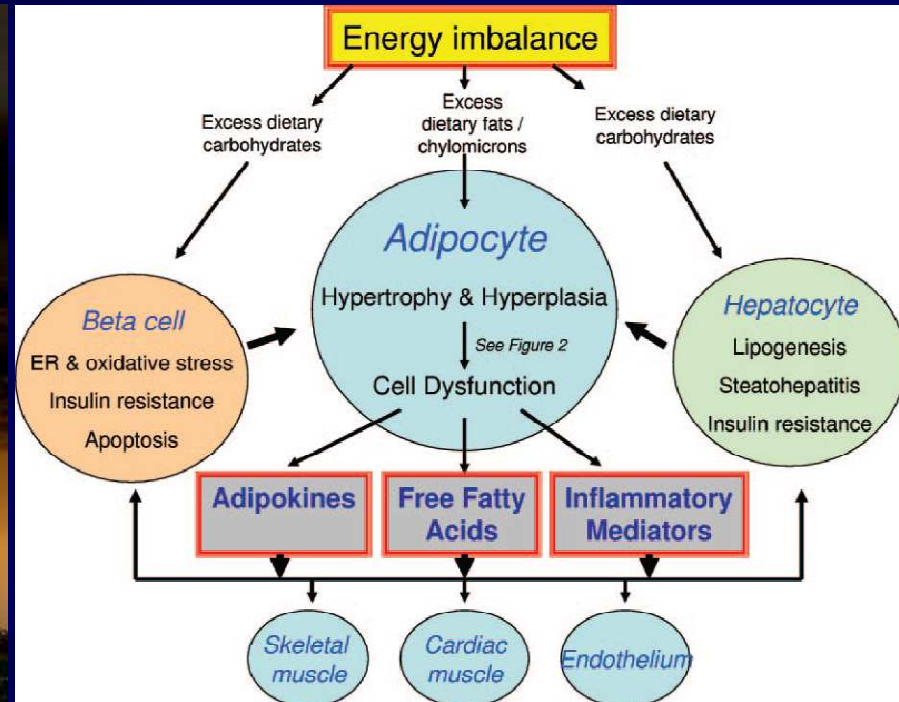 Energy imbalance
Excess dietary
carbohydrates
Excess
dietary fats /
chylomicrons
Excess dietary
carbohydrates
Adipocyte
Hypertrophy & Hyperplasia
See Figure 2
Cell Dysfunction
Beta cell
ER & oxidative stress
Insulin resistance
Apoptosis
Hepatocyte
Lipogenesis
Steatohepatitis
Insulin resistance
Adipokines
Free Fatty
Acids
Inflammatory
Mediators
Skeletal
muscle
Cardiac
muscle
Endothelium